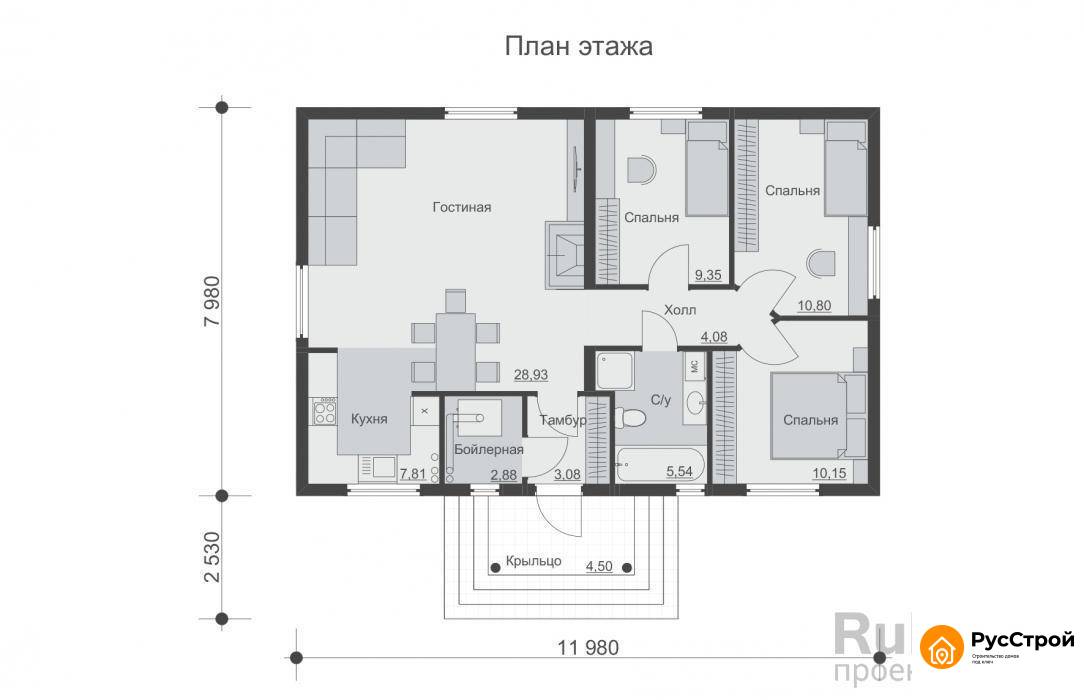 План этажа
Гостиная
Спальня
Спальня
9,35
10,80
7 980
Холл
4,08
28,93
МС
С/у
Кухня
X
Тамбур
Спальня
Бойлерная
7,81
2,88
3,08
5,54
10,15
2 530
Крыльцо
4,50
11 980
Ru
проек
РусСтрой
Строительство домов
под ключ